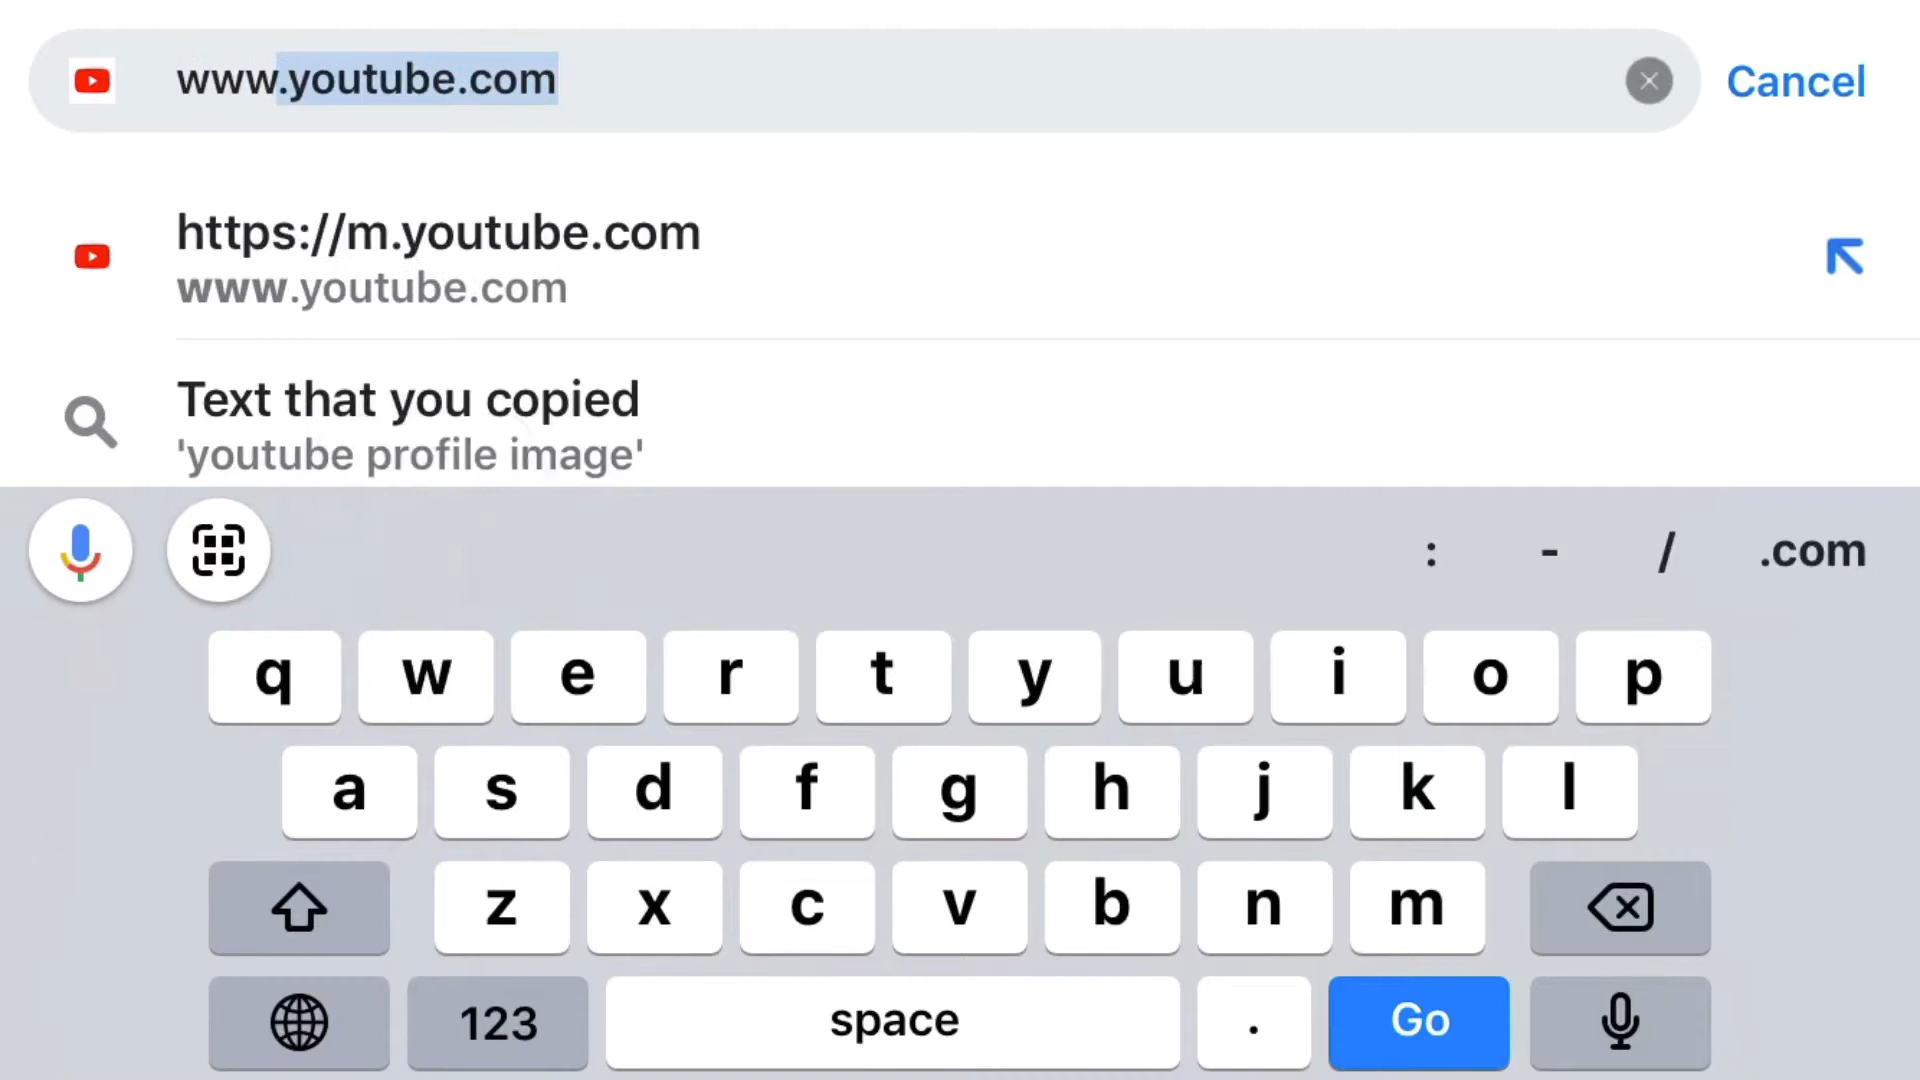 www.youtube.com
Cancel
https://m.youtube.com
www.youtube.com
Text that you copied
'youtube profile image'
: - / .com
q w e r t y u i o p
a s d f g h j k l
z x c v b n m
123 space . Go